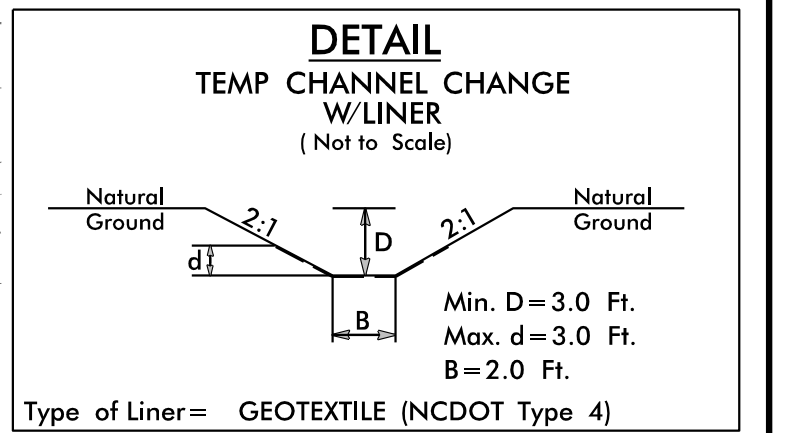 DETAIL
TEMP CHANNEL CHANGE
W/LINER
( Not to Scale)
Natural
Ground
2:1
D
2:1
Natural
Ground
d
B
Min. D=3.0 Ft.
Max. d=3.0 Ft.
B=2.0 Ft.
Type of Liner= GEOTEXTILE (NCDOT Type 4)